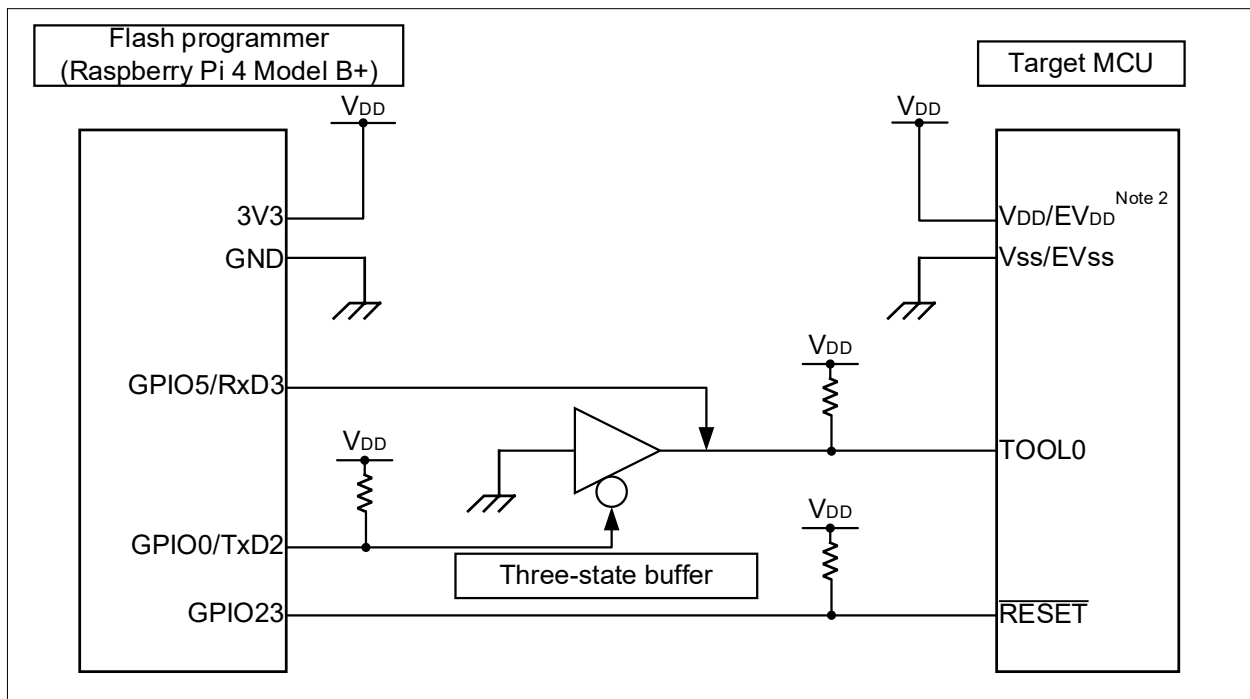 Flash programmer
(Raspberry Pi 4 Model B+)
Target MCU
VDD
VDD
3V3
VDD/EVDD Note 2
GND
Vss/EVss
VDD
GPIO5/RxD3
VDD
TOOL0
VDD
GPIO0/TxD2
Three-state buffer
GPIO23
RESET